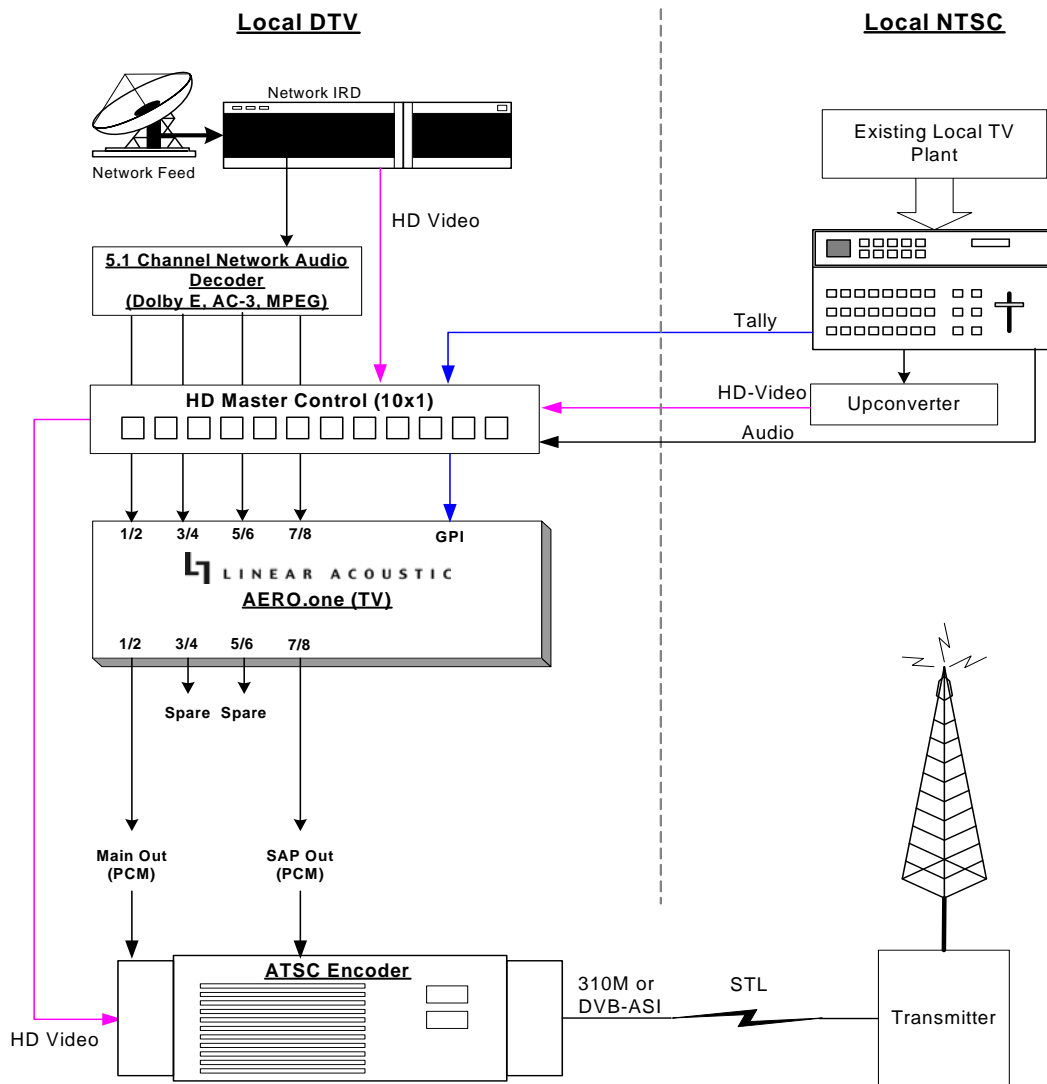 Local DTV
Local NTSC
Network IRD
Network Feed
Existing Local TV
Plant
HD Video
5.1 Channel Network Audio
Decoder
(Dolby E, AC-3, MPEG)
Tally
HD Master Control (10x1)
HD-Video
Upconverter
Audio
1/2
3/4
5/6
7/8
GPI
LINEAR ACOUSTIC
AERO.one (TV)
1/2
3/4
5/6
7/8
Spare
Spare
Main Out
(PCM)
SAP Out
(PCM)
ATSC Encoder
310M or
DVB-ASI
STL
Transmitter
HD Video